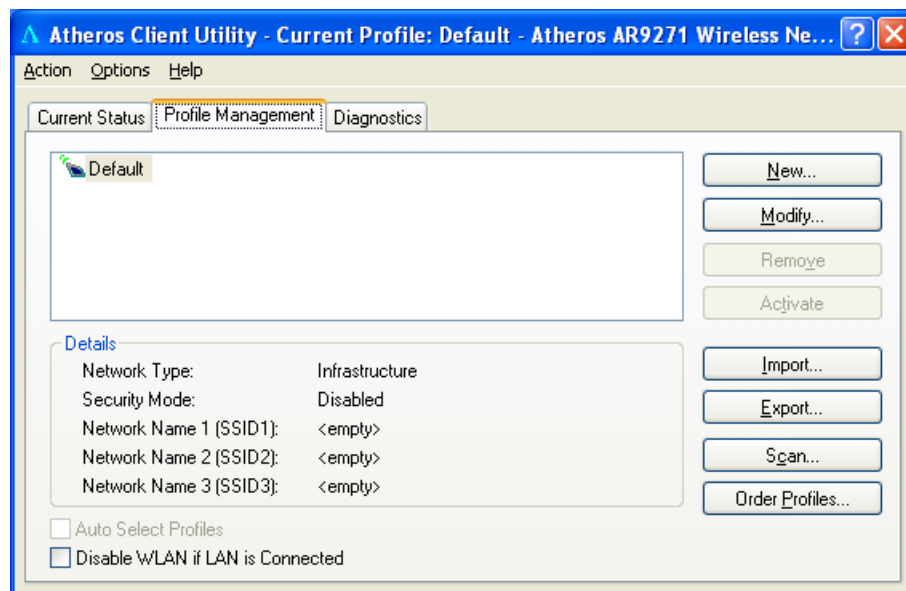 Atheros Client Utility - Current Profile: Default - Atheros AR9271 Wireless Ne... ?
Action Options Help
Current Status Profile Management Diagnostics
Default
New...
Modify...
Remove
Activate
Details
Network Type: Infrastructure
Security Mode: Disabled
Network Name 1 (SSID1): <empty>
Network Name 2 (SSID2): <empty>
Network Name 3 (SSID3): <empty>
Import...
Export...
Scan...
Order Profiles...
Auto Select Profiles
Disable WLAN if LAN is Connected